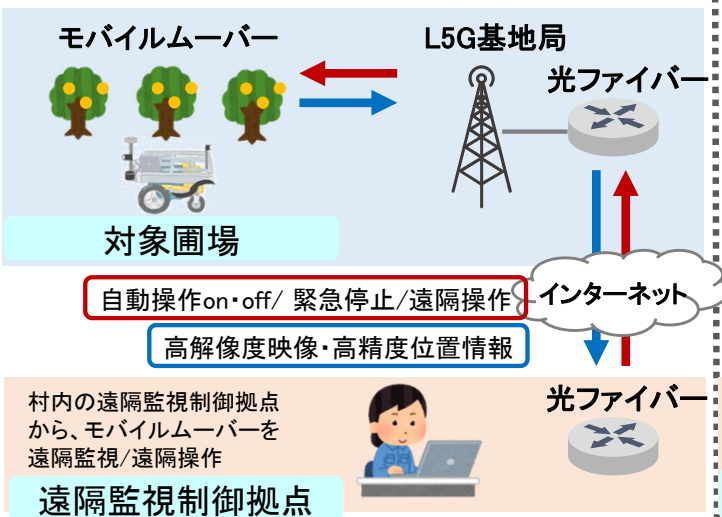 モバイルムーバー
L5G基地局
光ファイバー
対象圃場
自動操作on・off/ 緊急停止/遠隔操作
インターネット
高解像度映像・高精度位置情報
村内の遠隔監視制御拠点
から、モバイルムーバーを
遠隔監視/遠隔操作
光ファイバー
遠隔監視制御拠点